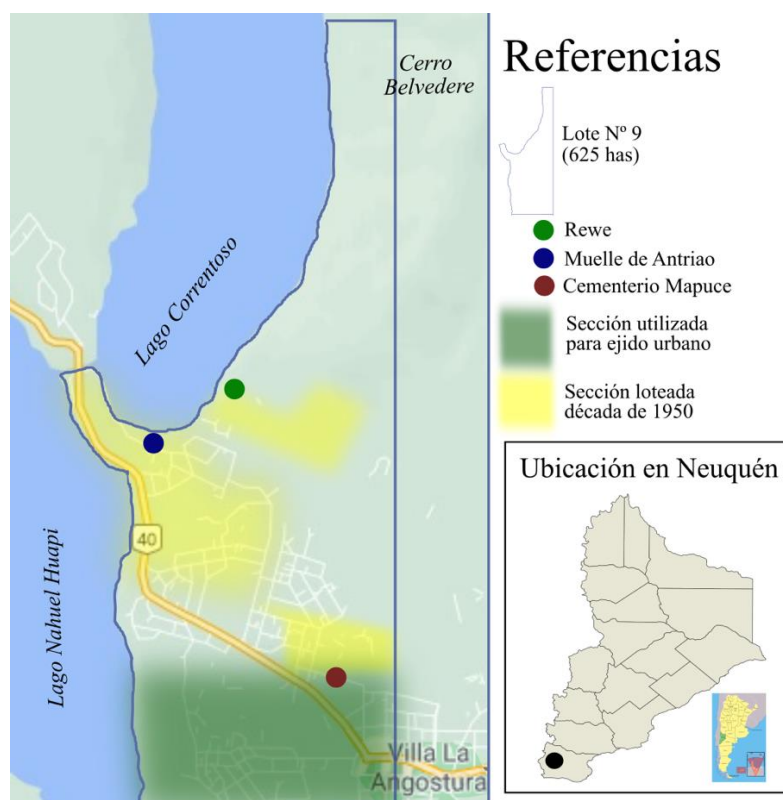 Cerro
Belvedere
Lago Correntoso
Lago Nahuel Huapi
40
Villa La
Angostura
Referencias
Lote Nº 9
(625 has)
Rewe
Muelle de Antriao
Cementerio Mapuce
Sección utilizada
para ejido urbano
Sección loteada
década de 1950
Ubicación en Neuquén